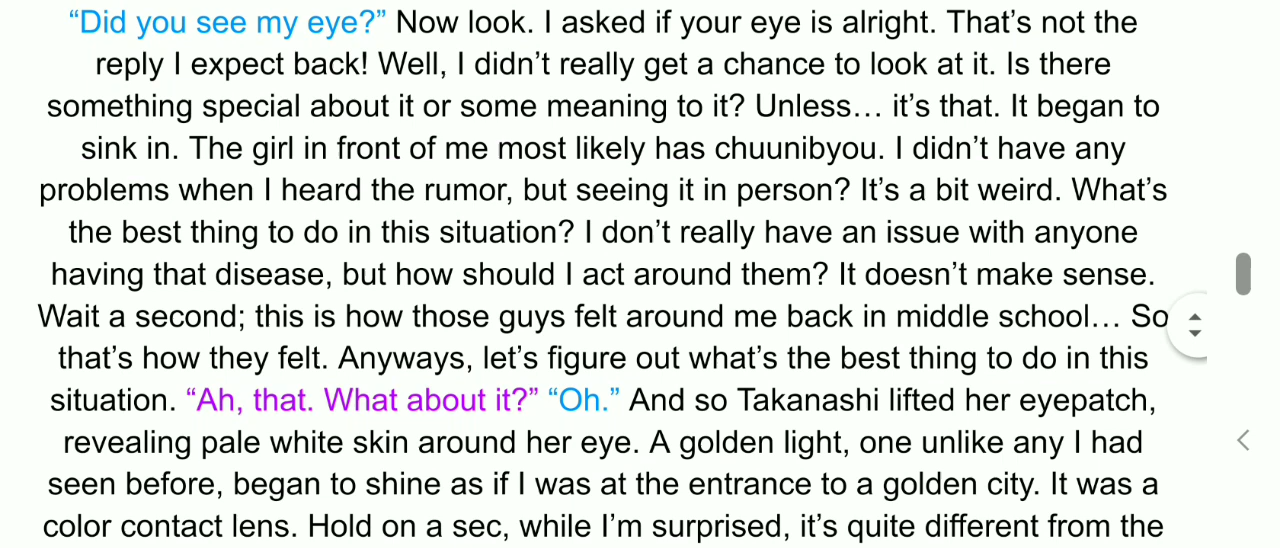 “Did you see my eye?” Now look. I asked if your eye is alright. That’s not the
reply I expect back! Well, I didn’t really get a chance to look at it. Is there
something special about it or some meaning to it? Unless… it’s that. It began to
sink in. The girl in front of me most likely has chuunibyou. I didn’t have any
problems when I heard the rumor, but seeing it in person? It’s a bit weird. What’s
the best thing to do in this situation? I don’t really have an issue with anyone
having that disease, but how should I act around them? It doesn’t make sense.
Wait a second; this is how those guys felt around me back in middle school… So
that’s how they felt. Anyways, let’s figure out what’s the best thing to do in this
situation. “Ah, that. What about it?” “Oh.” And so Takanashi lifted her eyepatch,
revealing pale white skin around her eye. A golden light, one unlike any I had
seen before, began to shine as if I was at the entrance to a golden city. It was a
color contact lens. Hold on a sec, while I’m surprised, it’s quite different from the